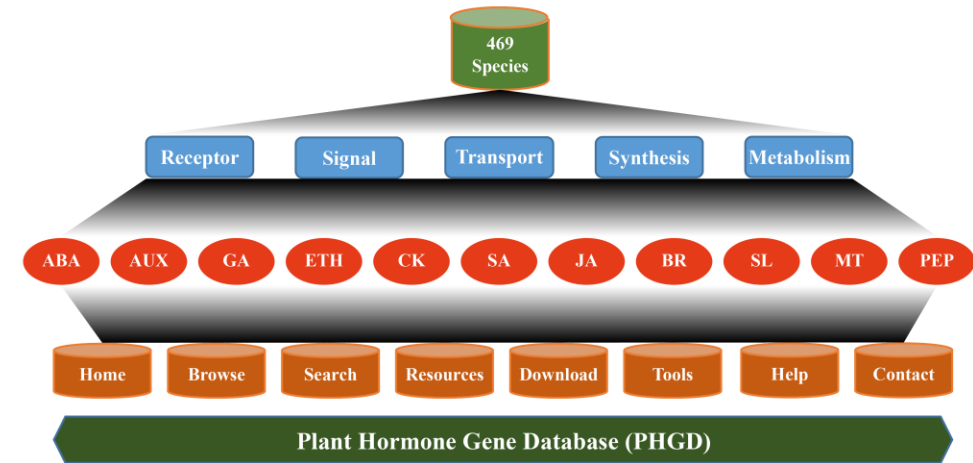 469
Species
Receptor Signal Transport Synthesis Metabolism
ABA AUX GA ETH CK SA JA BR SL MT PEP
Home Browse Search Resources Download Tools Help Contact
Plant Hormone Gene Database (PHGD)